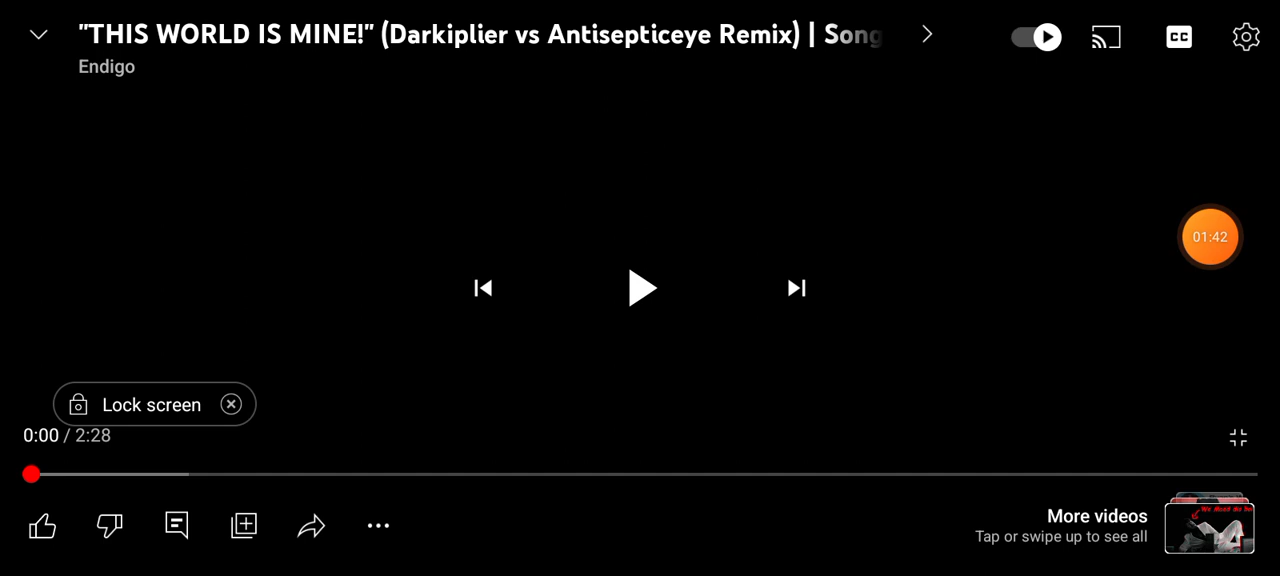 "THIS WORLD IS MINE!" (Darkiplier vs Antisepticeye Remix) | Song
Endigo
CC
01:42
Lock screen
0:00 / 2:28
More videos
Tap or swipe up to see all